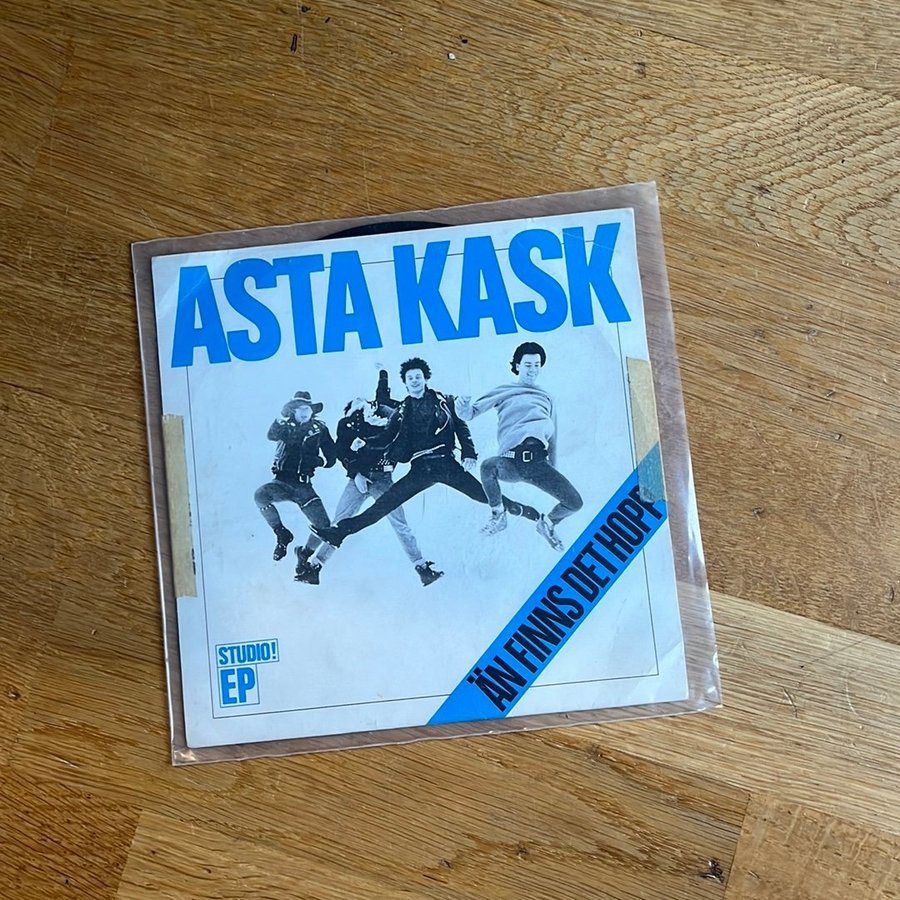 ASTA KASK
ÄN FINNS DET HOPP
STUDIO!
EP